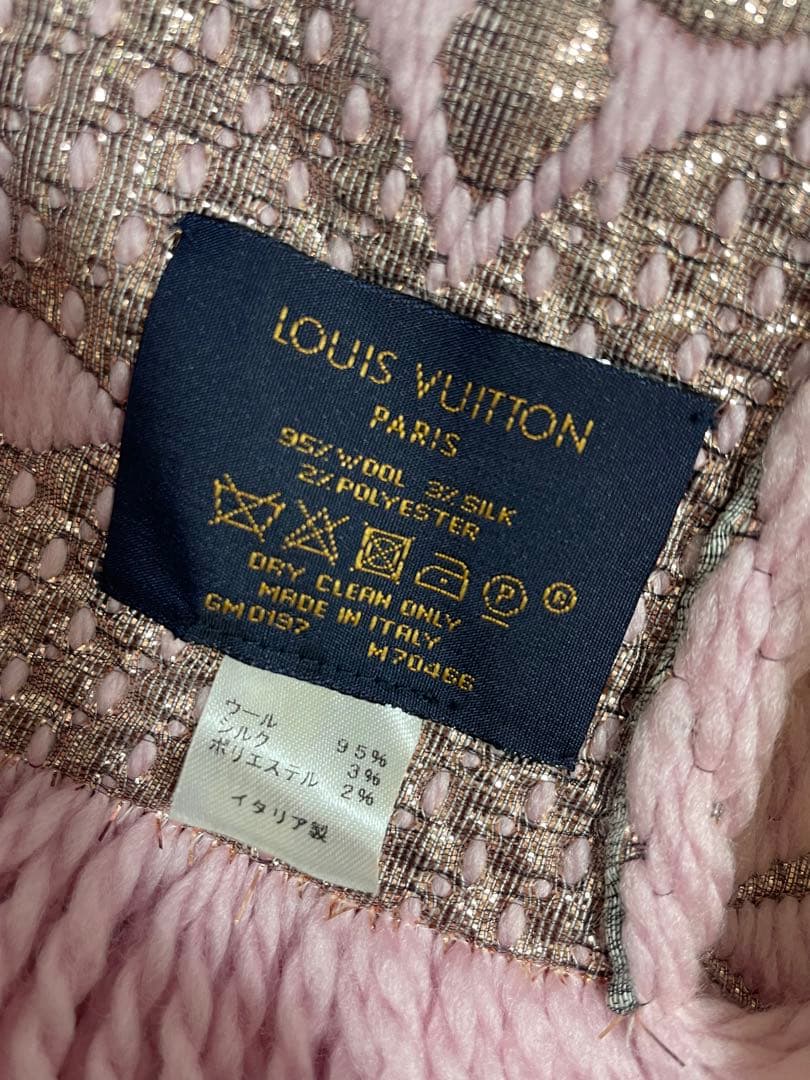 LOUIS VUITTON
PARIS
95% WOOL 3% SILK
2% POLYESTER
P ®
DRY CLEAN ONLY
MADE IN ITALY
GM0197 M70466
ウール 95%
シルク 3%
ポリエステル 2%
イタリア製